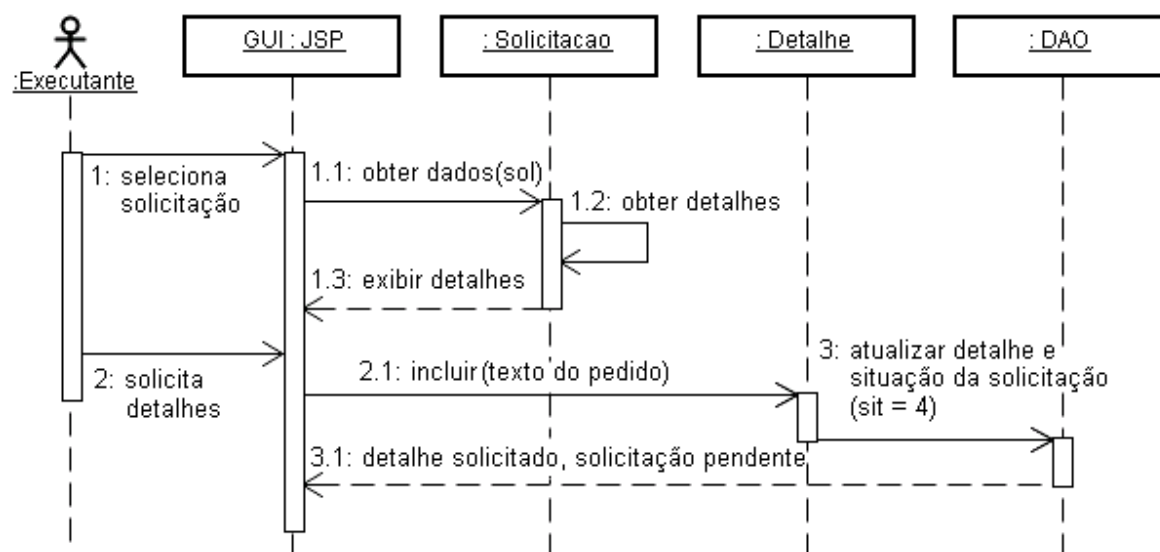 GUI : JSP
: Solicitacao
: Detalhe
: DAO
:Executante
1: seleciona
solicitação
1.1: obter dados(sol)
1.2: obter detalhes
1.3: exibir detalhes
2: solicita
detalhes
2.1: incluir(texto do pedido)
3: atualizar detalhe e
situação da solicitação
(sit = 4)
3.1: detalhe solicitado, solicitação pendente